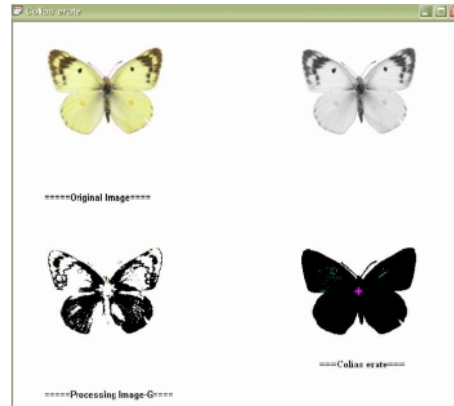 Colias erate
=====Original Image====
===Colias erate===
=====Processing Image-G====